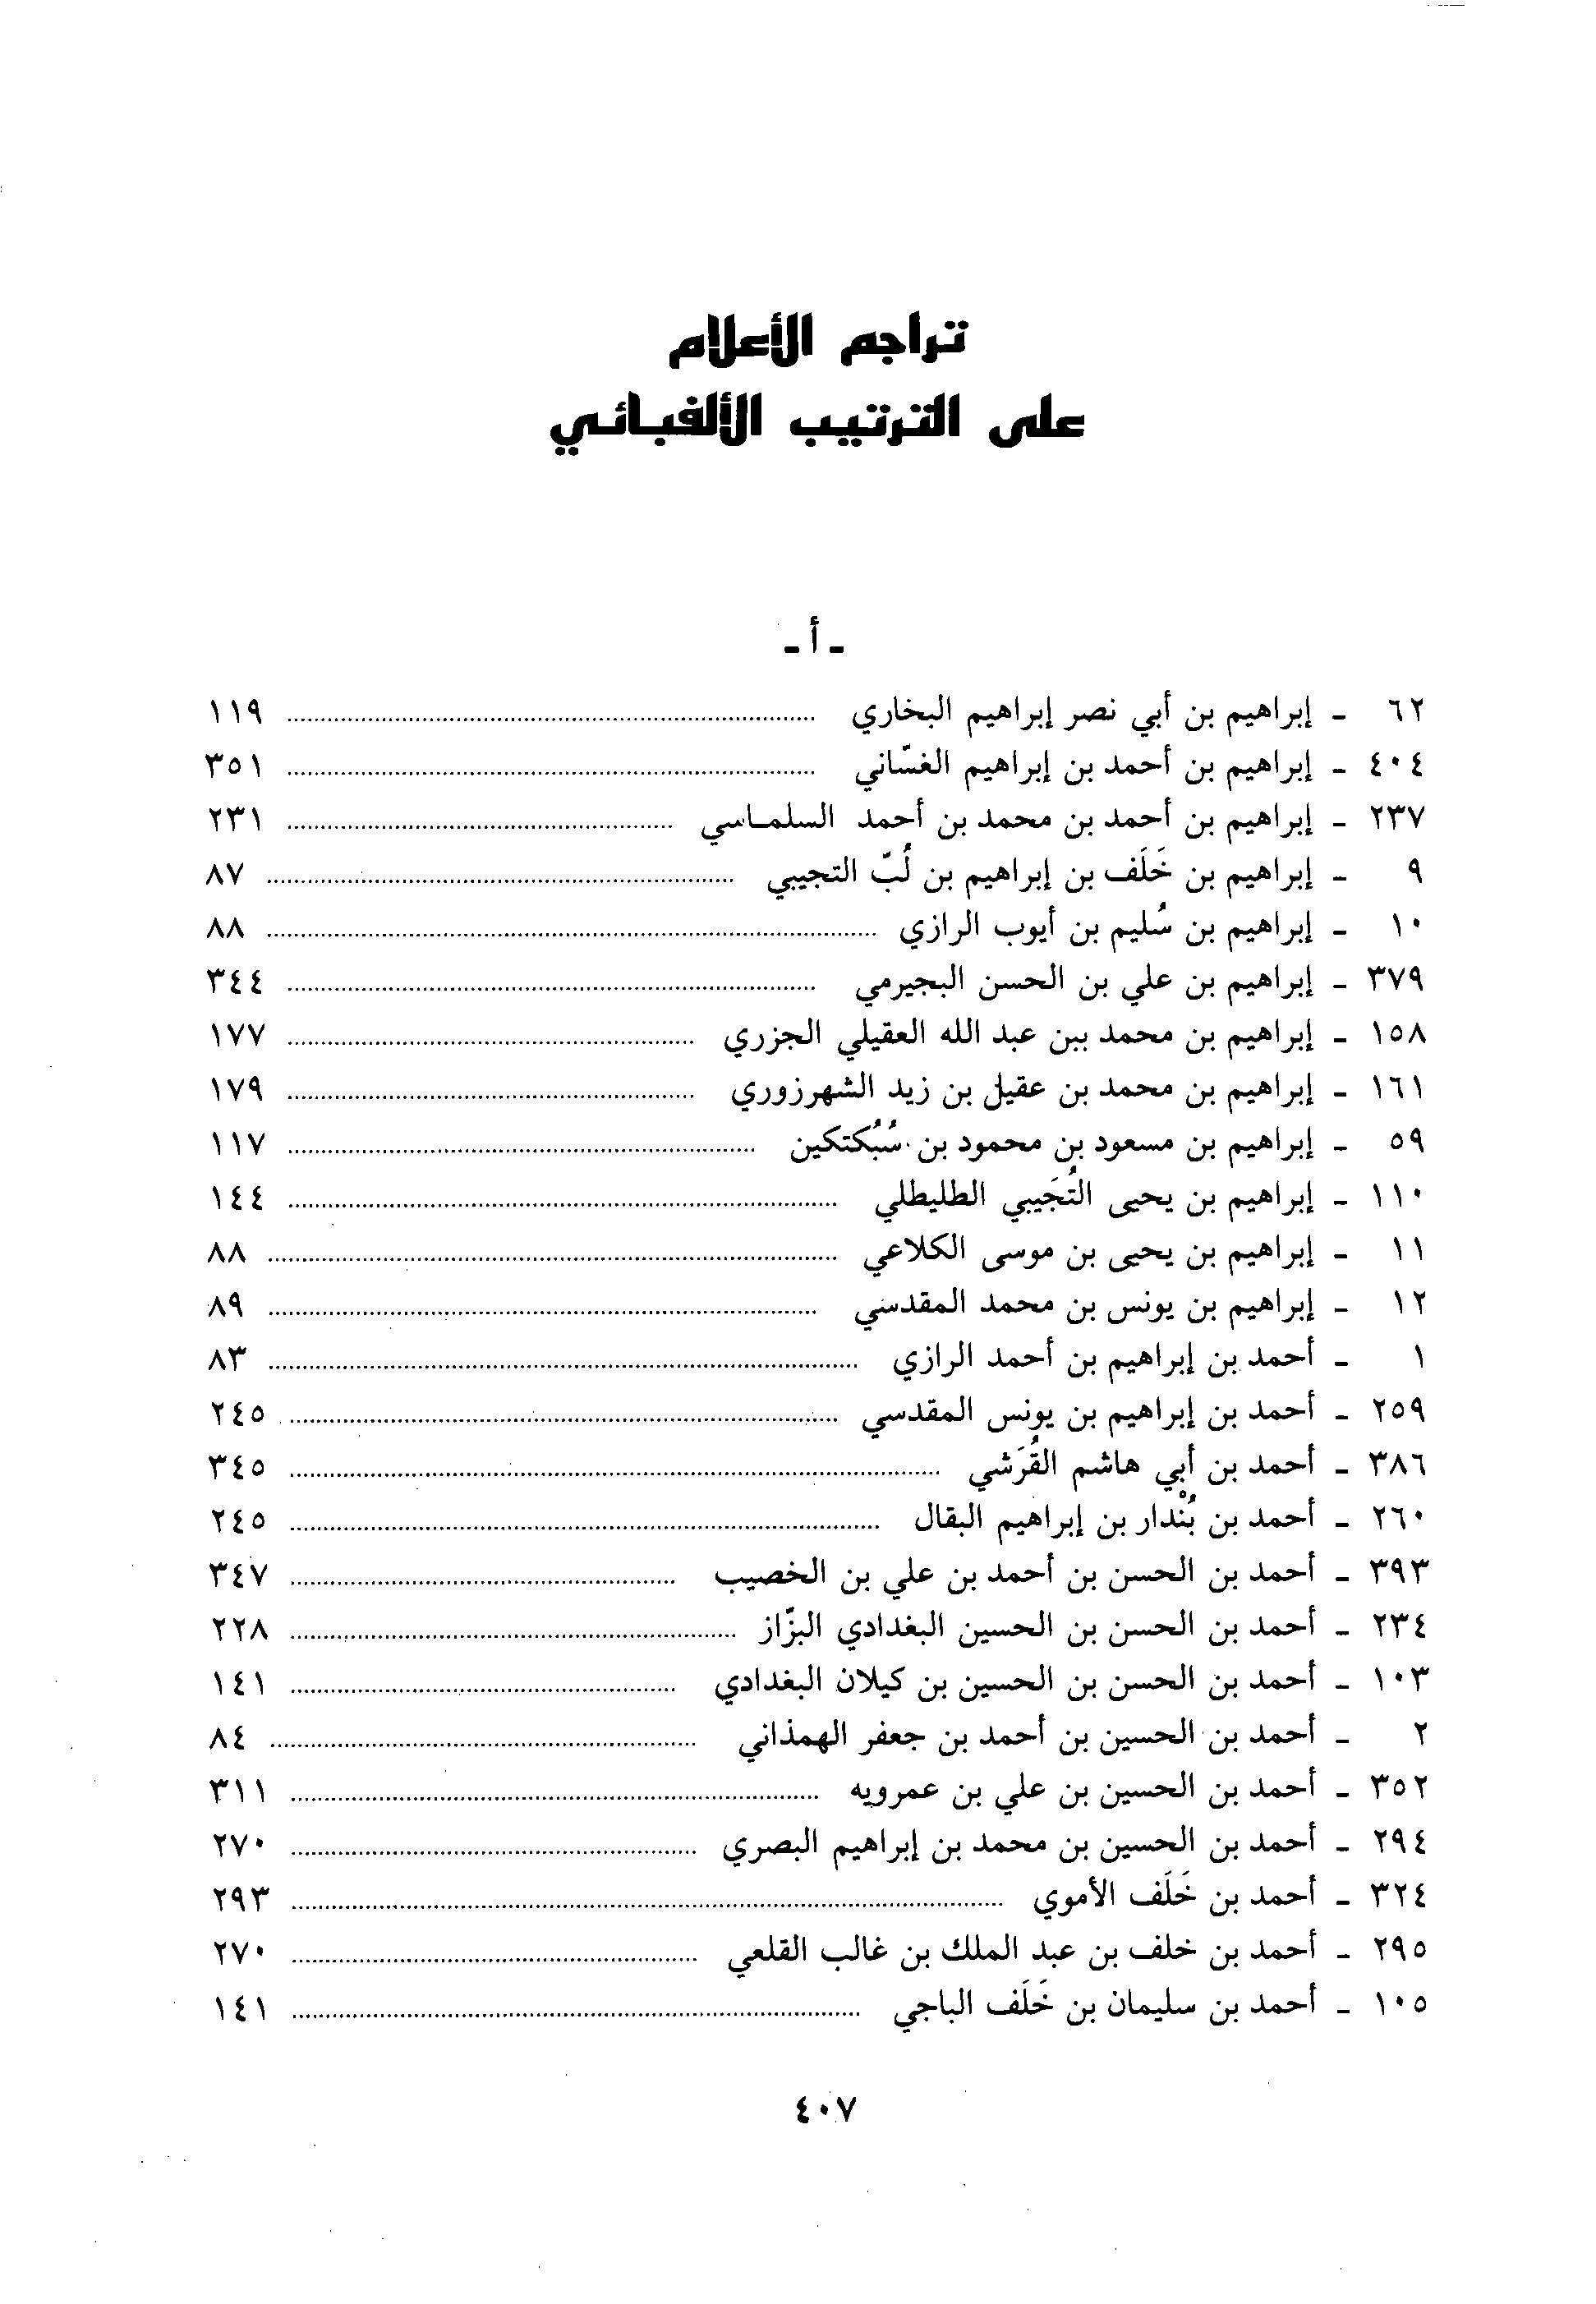 تراجم الأعلام
على الترتيب الألفبائي
ـ أ ـ
٦٢ ـ إبراهيم بن أبي نصر إبراهيم البخاري ........ ١١٩
٤٠٤ ـ إبراهيم بن أحمد بن إبراهيم الغسّاني ........ ٣٥١
٢٣٧ ـ إبراهيم بن أحمد بن محمد بن أحمد السلماسي ........ ٢٣١
٩ ـ إبراهيم بن خَلَف بن إبراهيم بن لُبّ التجيبي ........ ٨٧
١٠ ـ إبراهيم بن سُليم بن أيوب الرازي ........ ٨٨
٣٧٩ ـ إبراهيم بن علي بن الحسن البجيرمي ........ ٣٤٤
١٥٨ ـ إبراهيم بن محمد ببن عبد الله العقيلي الجزري ........ ١٧٧
١٦١ ـ إبراهيم بن محمد بن عقيل بن زيد الشهرزوري ........ ١٧٩
٥٩ ـ إبراهيم بن مسعود بن محمود بن سُبُكتكين ........ ١١٧
١١٠ ـ إبراهيم بن يحيى التُجَيبي الطليطلي ........ ١٤٤
١١ ـ إبراهيم بن يحيى بن موسى الكلاعي ........ ٨٨
١٢ ـ إبراهيم بن يونس بن محمد المقدسي ........ ٨٩
١ ـ أحمد بن إبراهيم بن أحمد الرازي ........ ٨٣
٢٥٩ ـ أحمد بن إبراهيم بن يونس المقدسي ........ ٢٤٥
٣٨٦ ـ أحمد بن أبي هاشم القُرَشي ........ ٣٤٥
٢٦٠ ـ أحمد بن بُنْدار بن إبراهيم البقال ........ ٢٤٥
٣٩٣ ـ أحمد بن الحسن بن أحمد بن علي بن الخصيب ........ ٣٤٧
٢٣٤ ـ أحمد بن الحسن بن الحسين البغدادي البزّاز ........ ٢٢٨
١٠٣ ـ أحمد بن الحسن بن الحسين بن كيلان البغدادي ........ ١٤١
٢ ـ أحمد بن الحسين بن أحمد بن جعفر الهمذاني ........ ٨٤
٣٥٢ ـ أحمد بن الحسين بن علي بن عمرويه ........ ٣١١
٢٩٤ ـ أحمد بن الحسين بن محمد بن إبراهيم البصري ........ ٢٧٠
٣٢٤ ـ أحمد بن خَلَف الأموي ........ ٢٩٣
٢٩٥ ـ أحمد بن خلف بن عبد الملك بن غالب القلعي ........ ٢٧٠
١٠٥ ـ أحمد بن سليمان بن خَلَف الباجي ........ ١٤١
٤٠٧